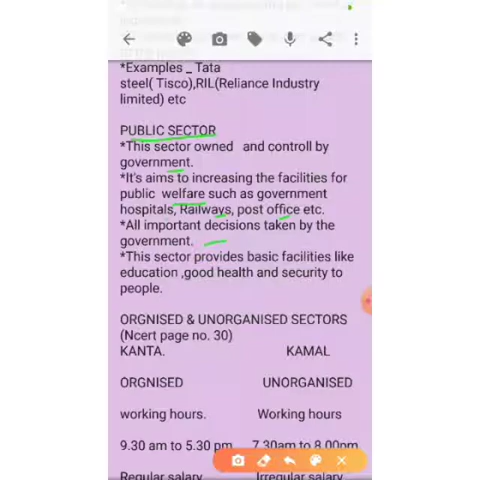 *Examples _ Tata
steel( Tisco),RIL(Reliance Industry
limited) etc
PUBLIC SECTOR
*This sector owned and controll by
government.
*It's aims to increasing the facilities for
public welfare such as government
hospitals, Railways, post office etc.
*All important decisions taken by the
government.
*This sector provides basic facilities like
education ,good health and security to
people.
ORGNISED & UNORGANISED SECTORS
(Ncert page no. 30)
KANTA. KAMAL
ORGNISED UNORGANISED
working hours. Working hours
9.30 am to 5.30 pm 7.30am to 8.00pm
Regular salary Irregular salary